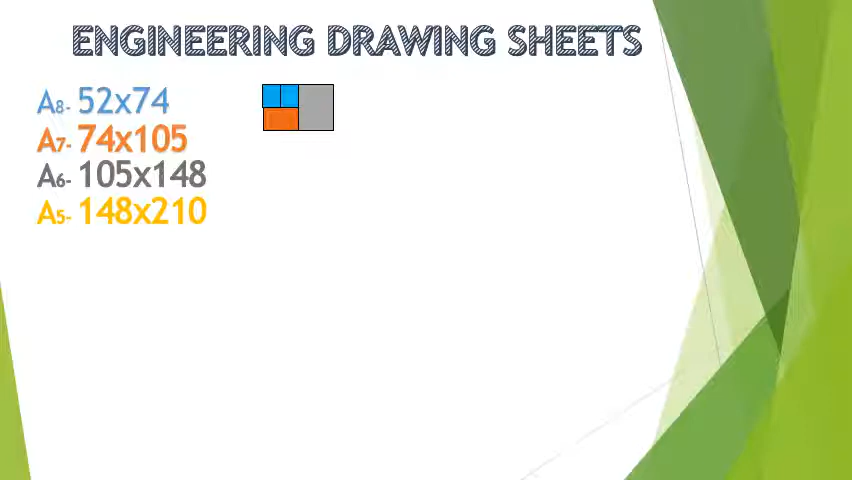 ENGINEERING DRAWING SHEETS
A8- 52x74
A7- 74x105
A6- 105x148
A5- 148x210